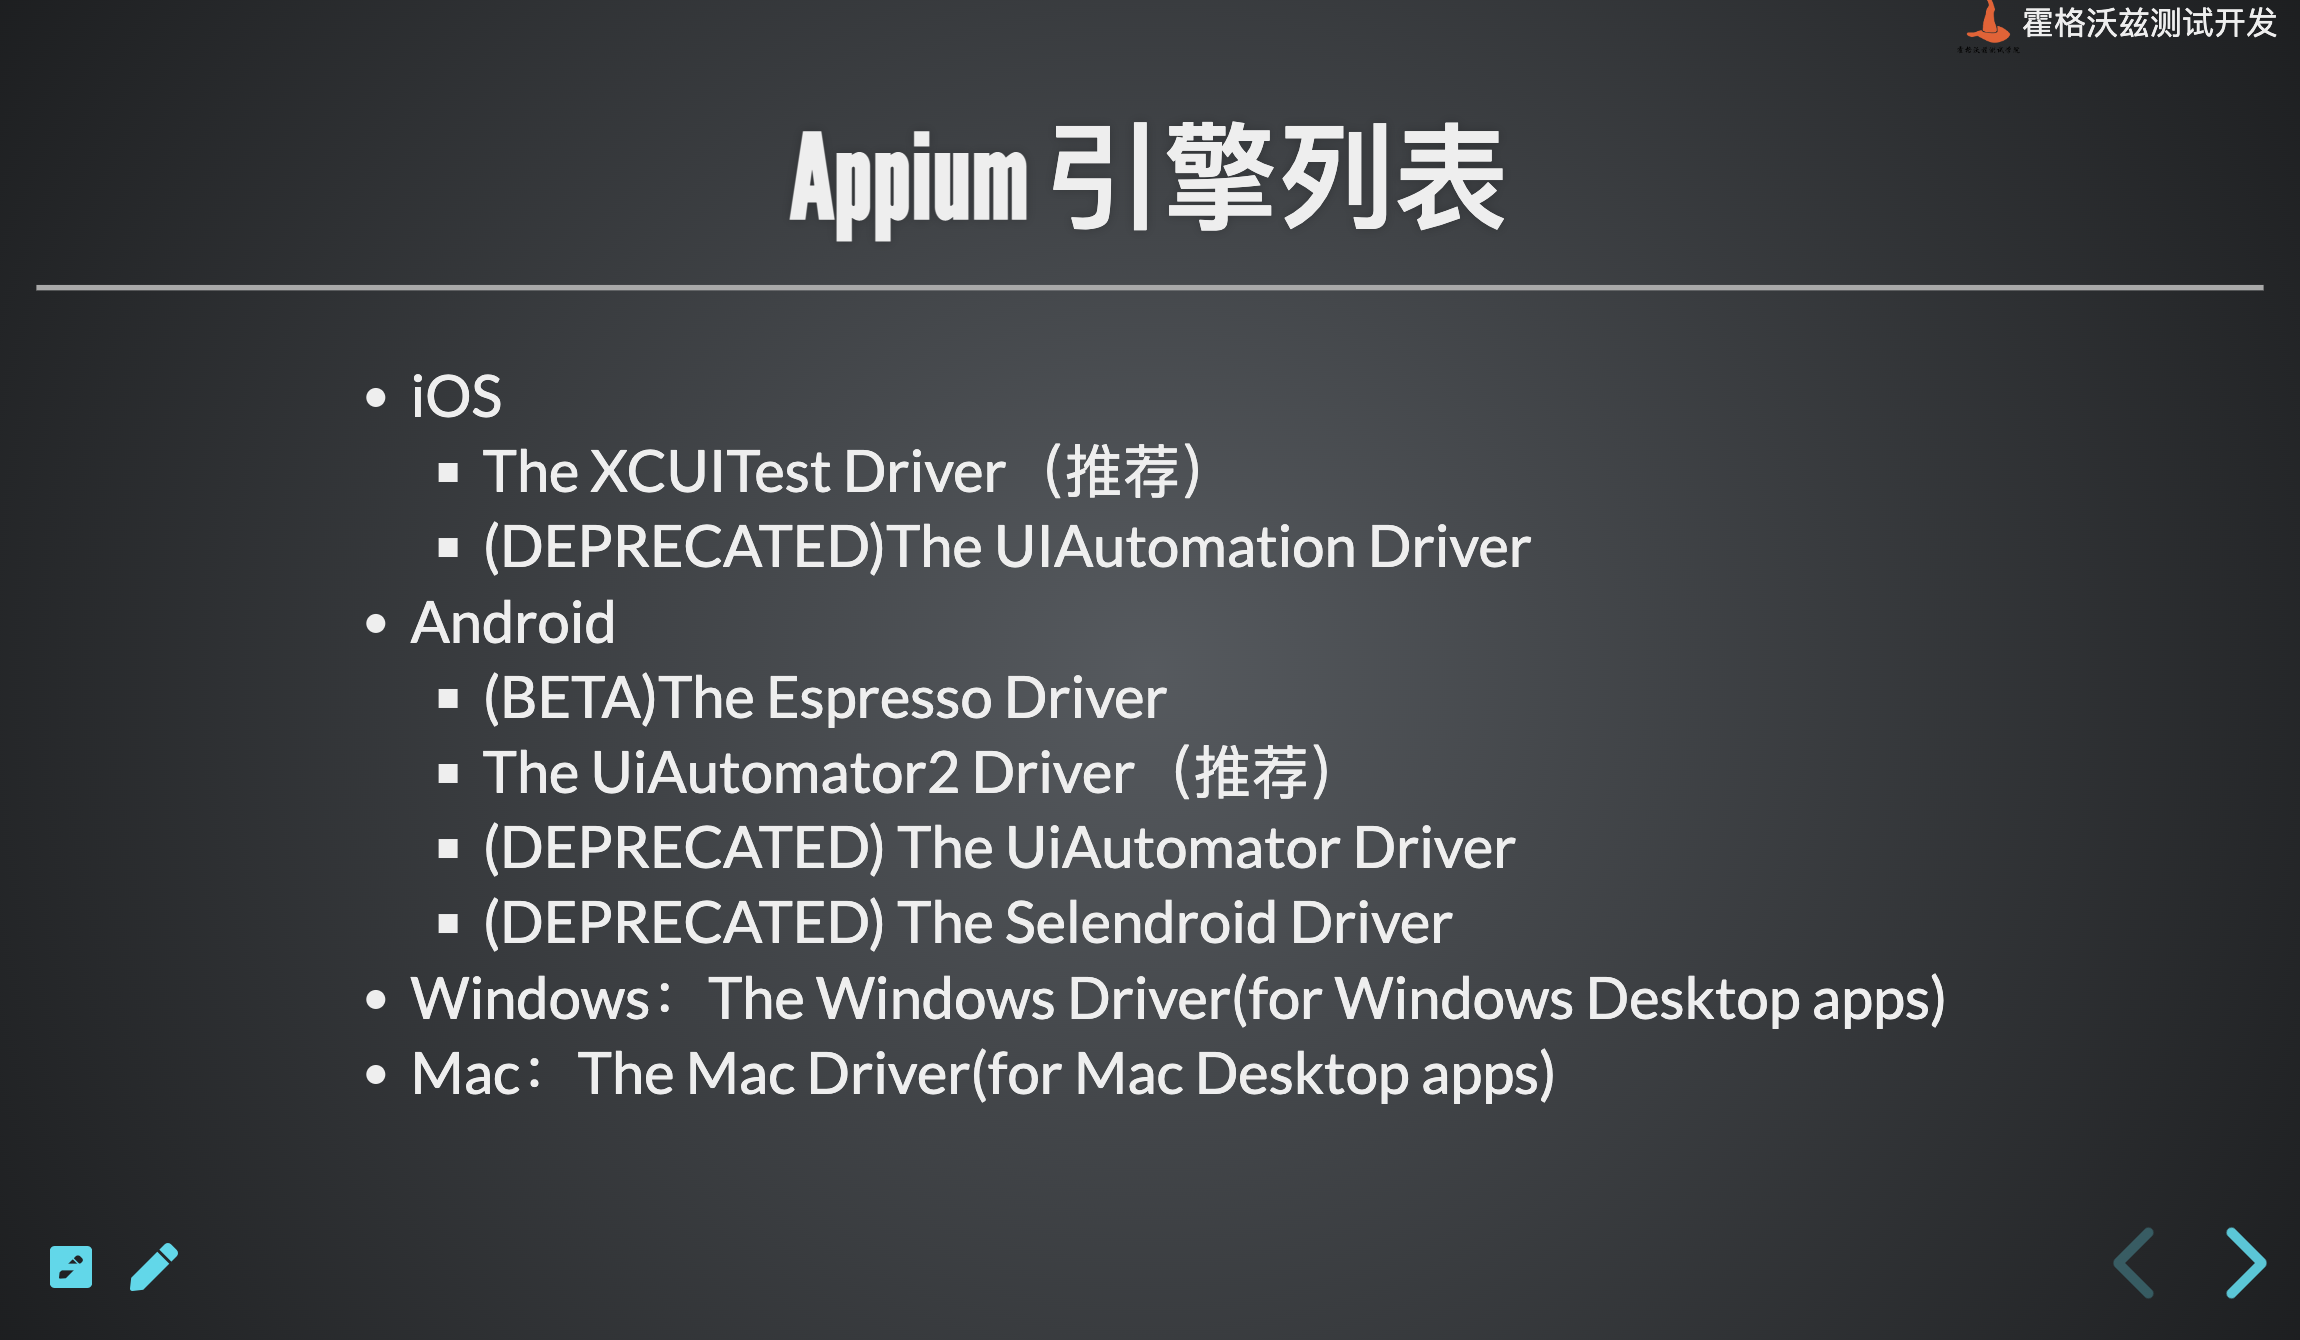 霍格沃兹测试开发
Appium 引擎列表
iOS
The XCUITest Driver（推荐）
(DEPRECATED)The UIAutomation Driver
Android
(BETA)The Espresso Driver
The UiAutomator2 Driver（推荐）
(DEPRECATED) The UiAutomator Driver
(DEPRECATED) The Selendroid Driver
Windows：The Windows Driver(for Windows Desktop apps)
Mac：The Mac Driver(for Mac Desktop apps)